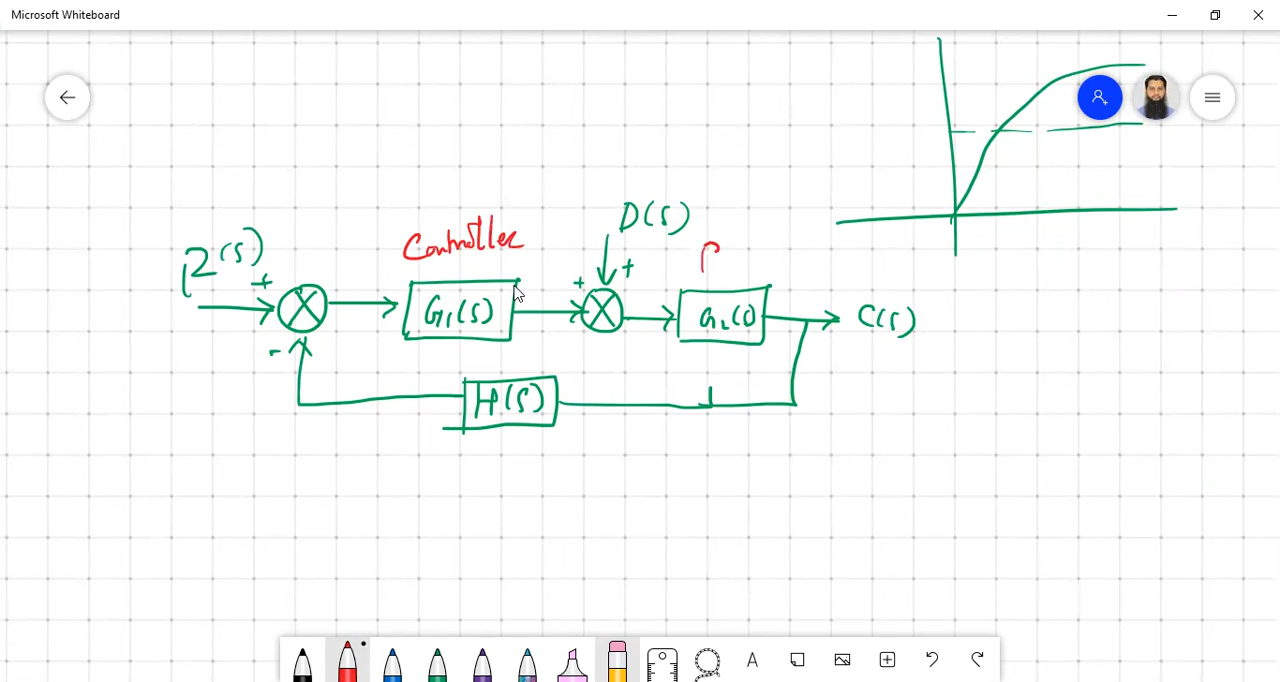 Microsoft Whiteboard
D(s)
R(s)
Controller
+
+
+
G₁(s)
G₂(s)
C(s)
-
H(s)
A